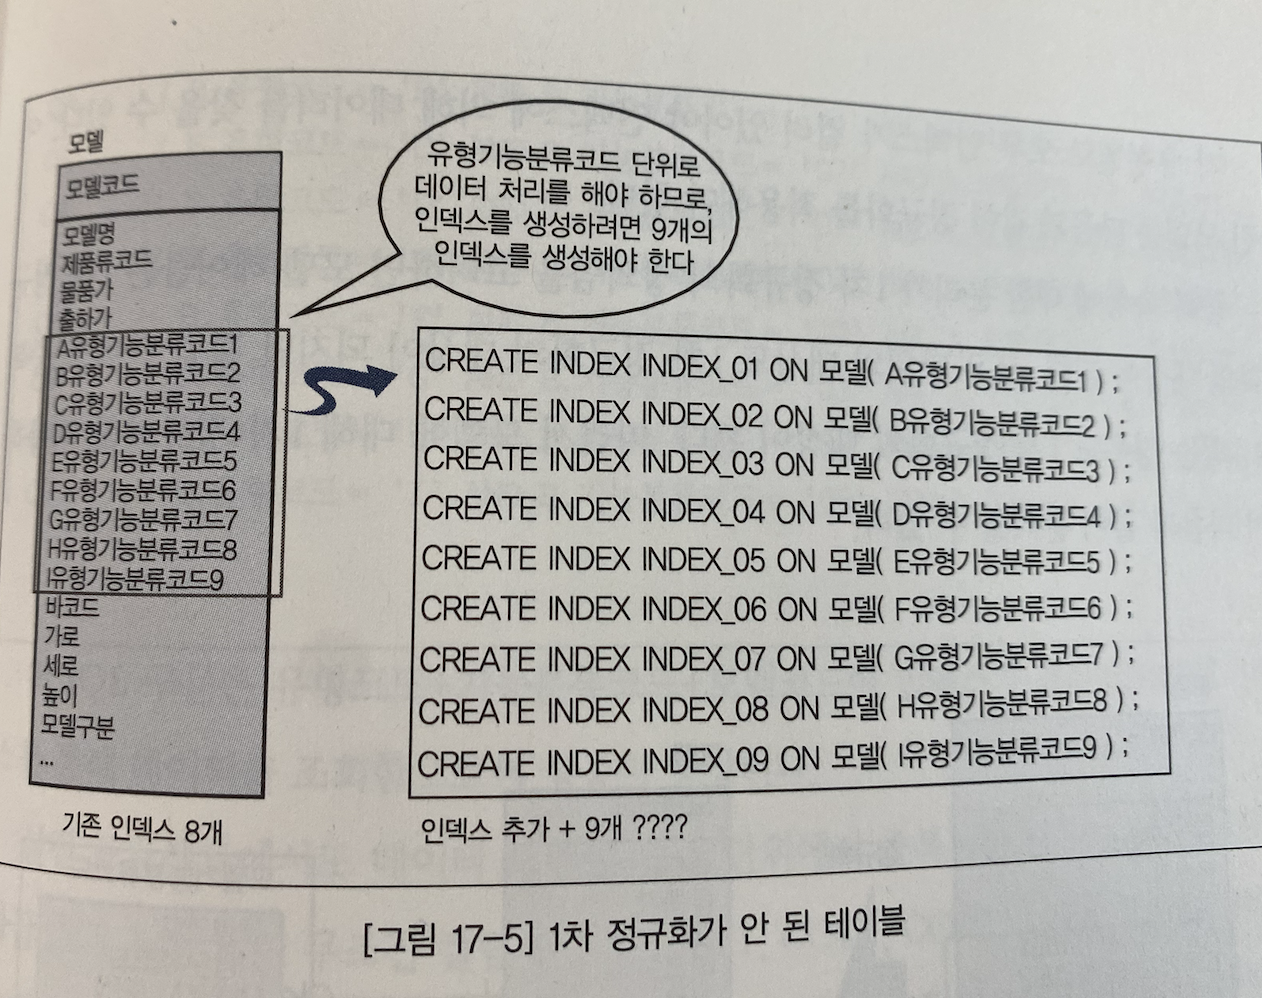 모델
모델코드
모델명
제품류코드
물품가
출하가
A유형기능분류코드1
B유형기능분류코드2
C유형기능분류코드3
D유형기능분류코드4
E유형기능분류코드5
F유형기능분류코드6
G유형기능분류코드7
H유형기능분류코드8
I유형기능분류코드9
바코드
가로
세로
높이
모델구분
...
기존 인덱스 8개
유형기능분류코드 단위로
데이터 처리를 해야 하므로,
인덱스를 생성하려면 9개의
인덱스를 생성해야 한다
CREATE INDEX INDEX_01 ON 모델( A유형기능분류코드1 ) ;
CREATE INDEX INDEX_02 ON 모델( B유형기능분류코드2 ) ;
CREATE INDEX INDEX_03 ON 모델( C유형기능분류코드3 ) ;
CREATE INDEX INDEX_04 ON 모델( D유형기능분류코드4 ) ;
CREATE INDEX INDEX_05 ON 모델( E유형기능분류코드5 ) ;
CREATE INDEX INDEX_06 ON 모델( F유형기능분류코드6 ) ;
CREATE INDEX INDEX_07 ON 모델( G유형기능분류코드7 ) ;
CREATE INDEX INDEX_08 ON 모델( H유형기능분류코드8 ) ;
CREATE INDEX INDEX_09 ON 모델( I유형기능분류코드9 ) ;
인덱스 추가 + 9개 ????
[그림 17-5] 1차 정규화가 안 된 테이블